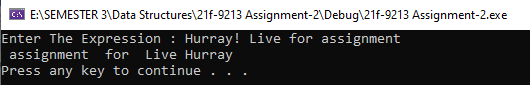 E:\SEMESTER 3\Data Structures\21f-9213 Assignment-2\Debug\21f-9213 Assignment-2.exe
Enter The Expression : Hurray! Live for assignment
 assignment  for  Live Hurray
Press any key to continue . . .